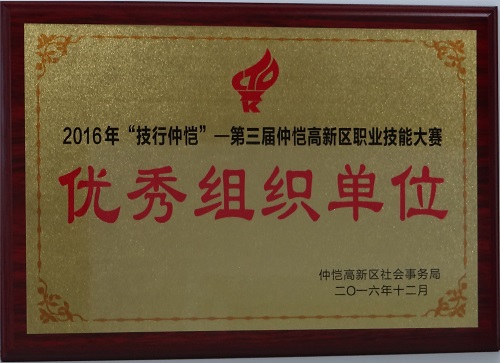 2016年“技行仲恺”—第三届仲恺高新区职业技能大赛
优秀组织单位
仲恺高新区社会事务局
二〇一六年十二月